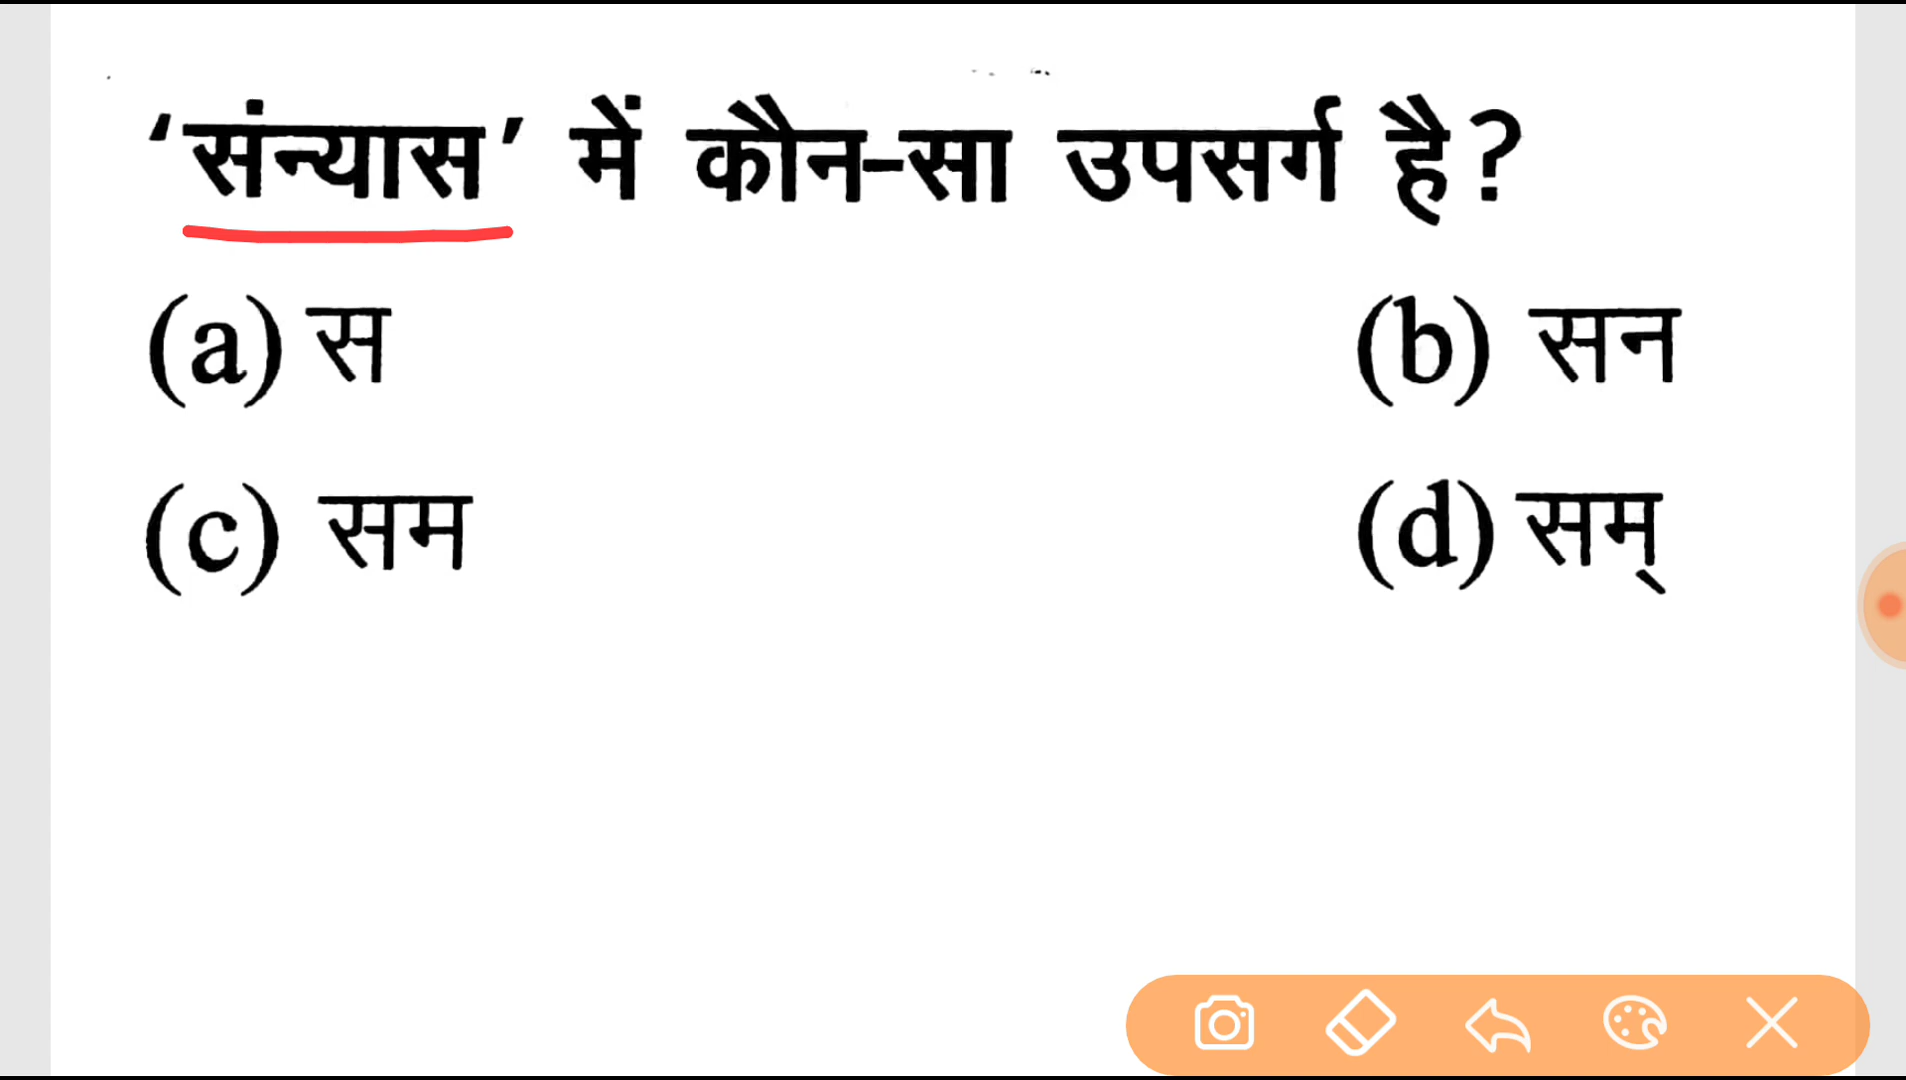 ‘संन्यास’ में कौन-सा उपसर्ग है?
(a) स (b) सन
(c) सम (d) सम्